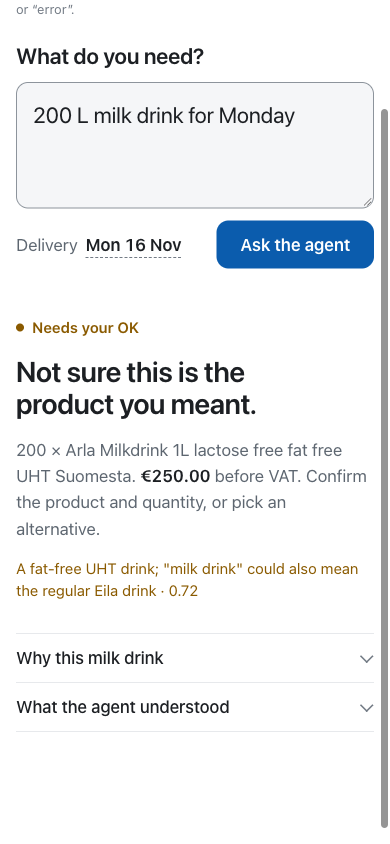 or “error”.
What do you need?
200 L milk drink for Monday
Delivery Mon 16 Nov
Ask the agent
Needs your OK
Not sure this is the
product you meant.
200 × Arla Milkdrink 1L lactose free fat free
UHT Suomesta. €250.00 before VAT. Confirm
the product and quantity, or pick an
alternative.
A fat-free UHT drink; "milk drink" could also mean
the regular Eila drink · 0.72
Why this milk drink
What the agent understood